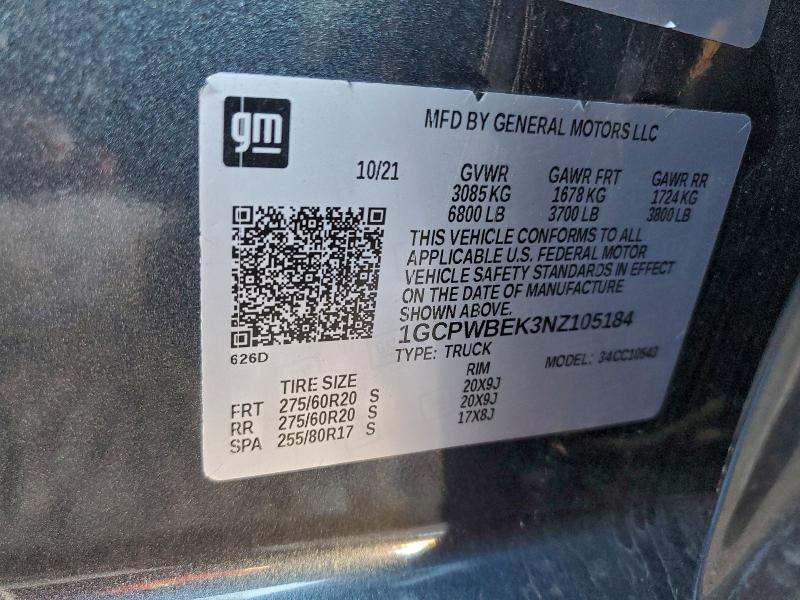 gm
MFD BY GENERAL MOTORS LLC
10/21 GVWR GAWR FRT GAWR RR
3085 KG 1678 KG 1724 KG
6800 LB 3700 LB 3800 LB
THIS VEHICLE CONFORMS TO ALL
APPLICABLE U.S. FEDERAL MOTOR
VEHICLE SAFETY STANDARDS IN EFFECT
ON THE DATE OF MANUFACTURE
SHOWN ABOVE.
1GCPWBEK3NZ105184
626D
TYPE: TRUCK MODEL: 34CC10543
TIRE SIZE RIM
FRT 275/60R20 S 20X9J
RR 275/60R20 S 20X9J
SPA 255/80R17 S 17X8J